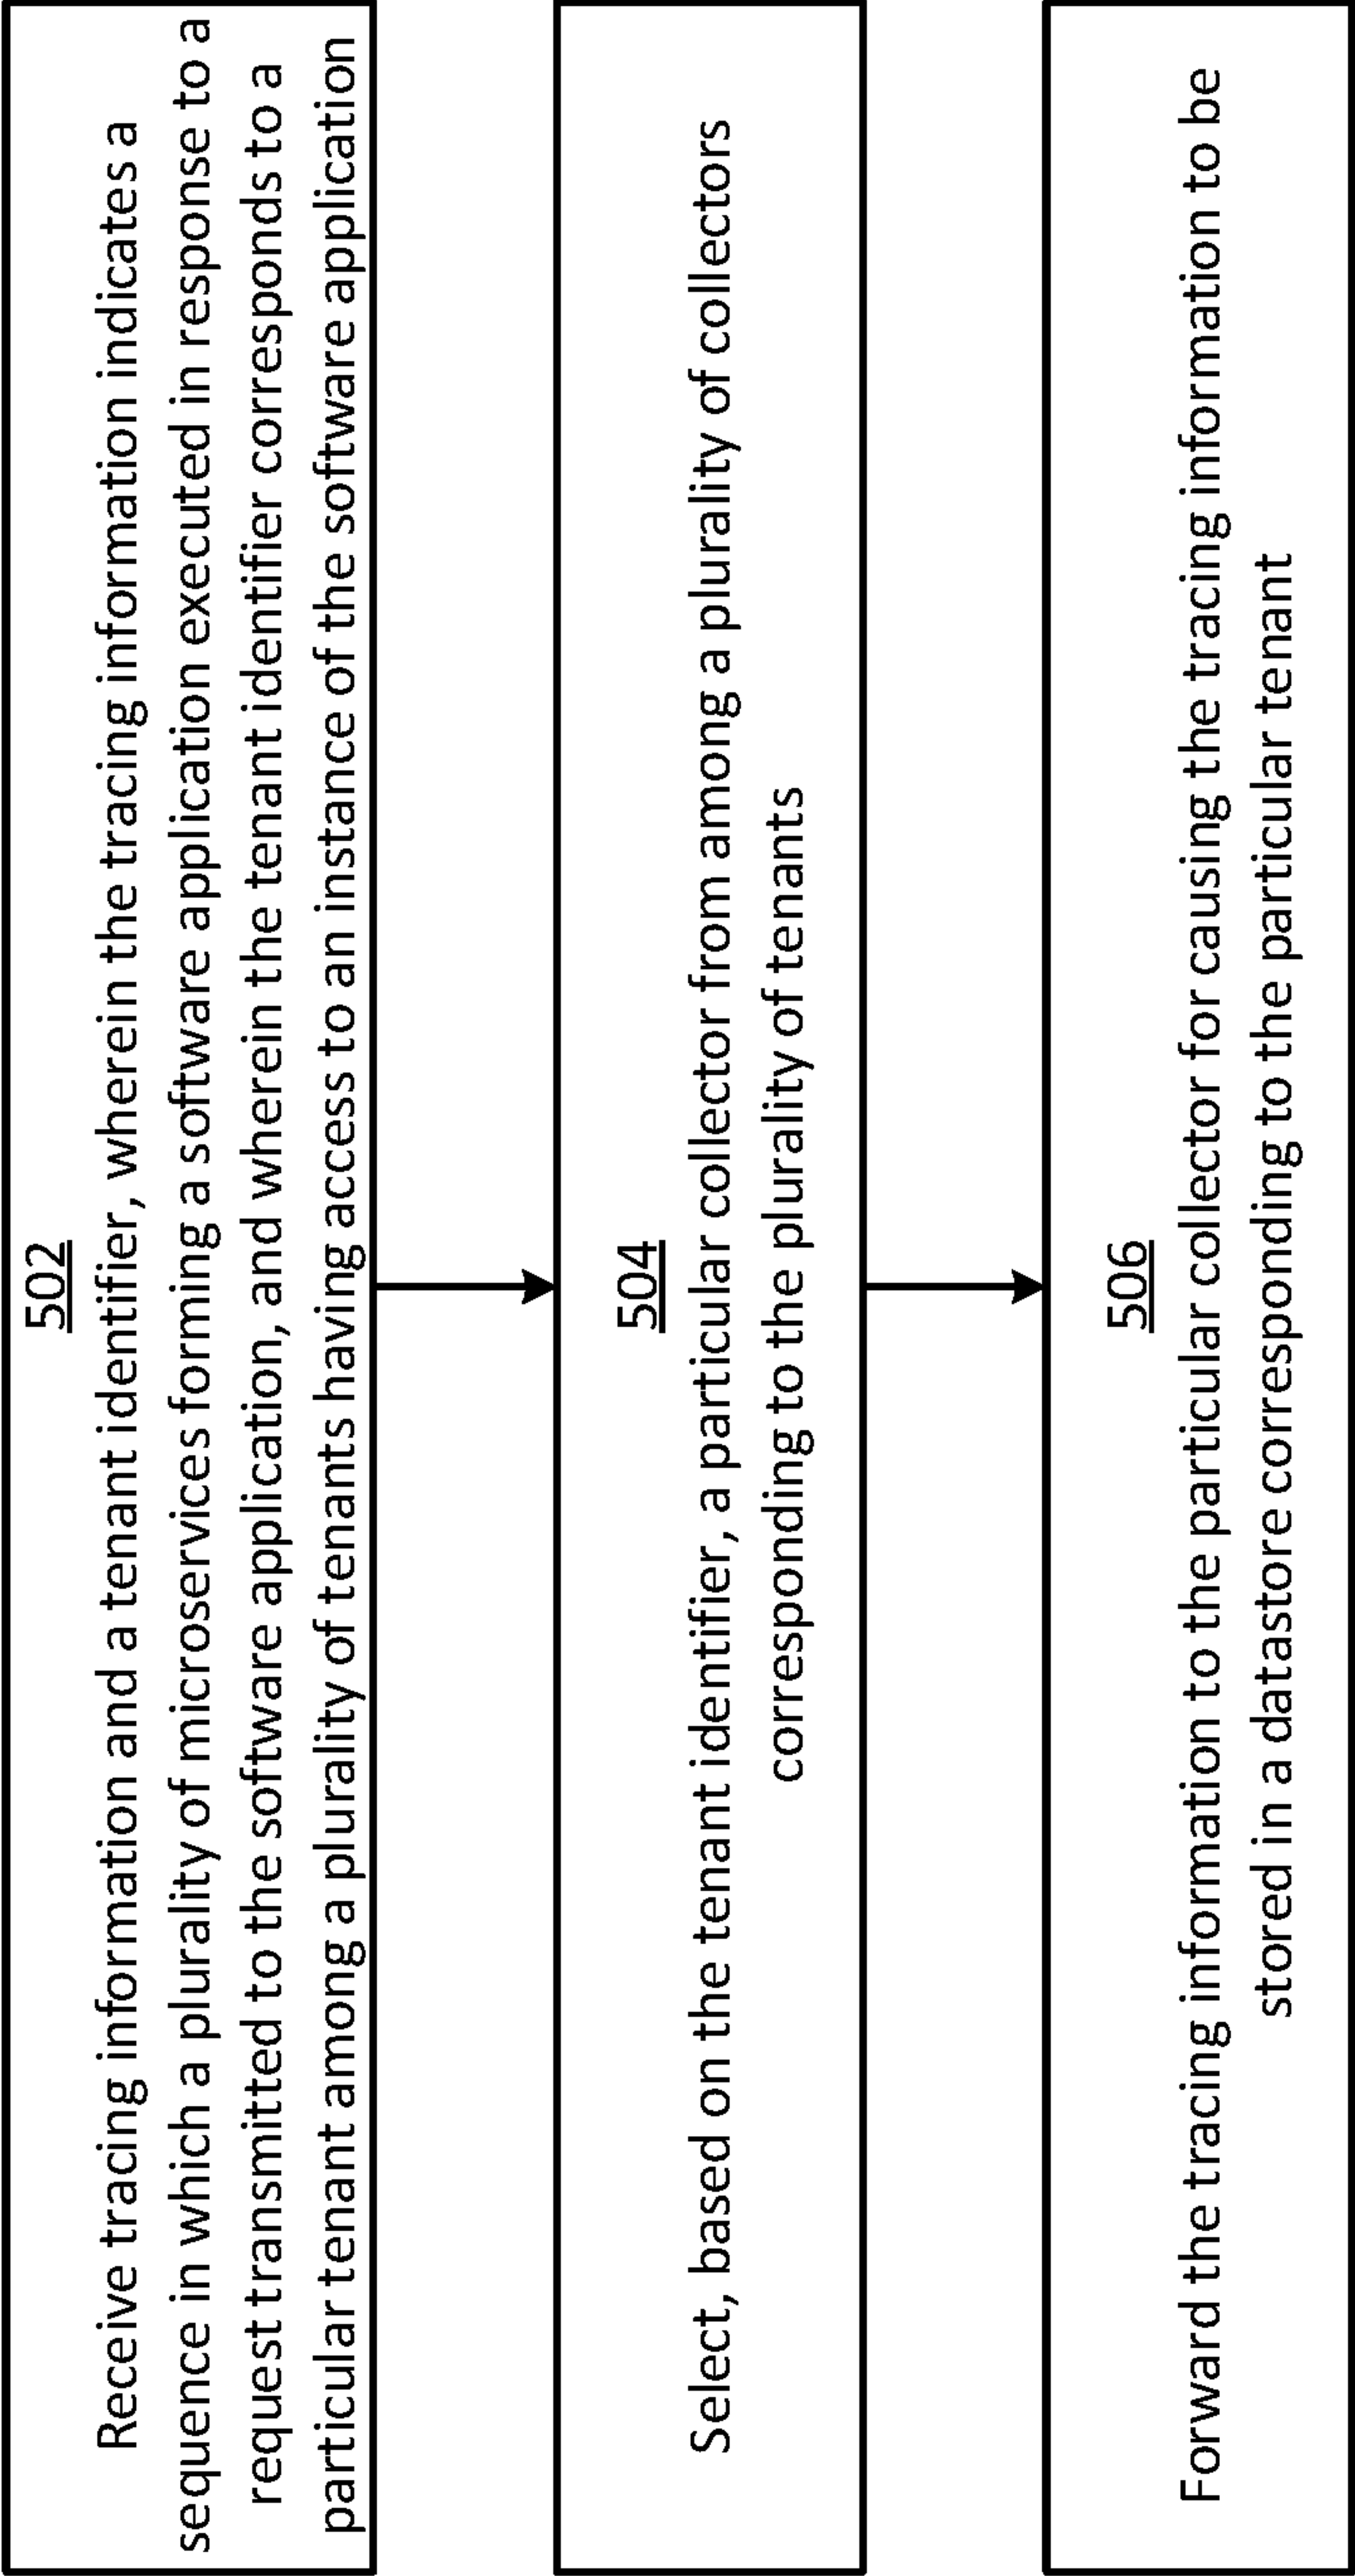 502
Receive tracing information and a tenant identifier, wherein the tracing information indicates a
sequence in which a plurality of microservices forming a software application executed in response to a
request transmitted to the software application, and wherein the tenant identifier corresponds to a
particular tenant among a plurality of tenants having access to an instance of the software application
504
Select, based on the tenant identifier, a particular collector from among a plurality of collectors
corresponding to the plurality of tenants
506
Forward the tracing information to the particular collector for causing the tracing information to be
stored in a datastore corresponding to the particular tenant